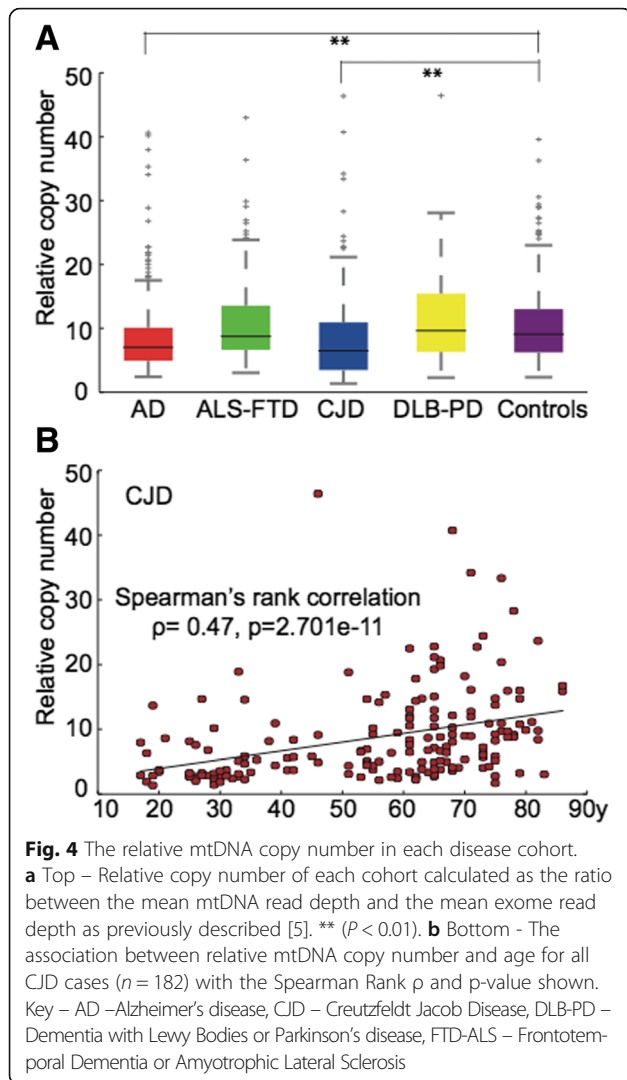 A
**
**
50
40
30
20
10
0
Relative copy number
AD ALS-FTD CJD DLB-PD Controls
B
50
40
30
20
10
0
Relative copy number
CJD
Spearman's rank correlation
ρ= 0.47, p=2.701e-11
10 20 30 40 50 60 70 80 90y
Fig. 4 The relative mtDNA copy number in each disease cohort.
a Top – Relative copy number of each cohort calculated as the ratio
between the mean mtDNA read depth and the mean exome read
depth as previously described [5]. ** (P < 0.01). b Bottom - The
association between relative mtDNA copy number and age for all
CJD cases (n = 182) with the Spearman Rank ρ and p-value shown.
Key – AD –Alzheimer's disease, CJD – Creutzfeldt Jacob Disease, DLB-PD –
Dementia with Lewy Bodies or Parkinson's disease, FTD-ALS – Frontotem-
poral Dementia or Amyotrophic Lateral Sclerosis